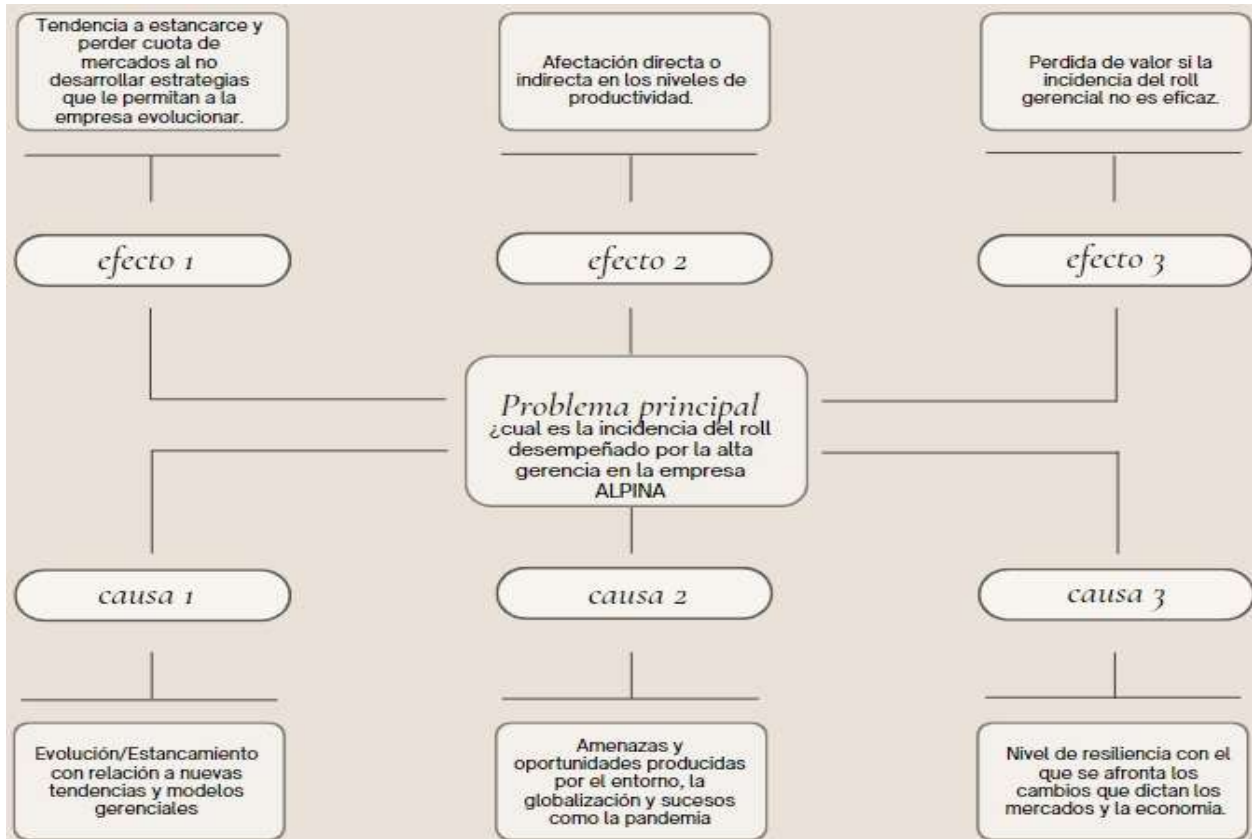 Tendencia a estancarce y
perder cuota de
mercados al no
desarrollar estrategias
que le permitan a la
empresa evolucionar.
Afectación directa o
indirecta en los niveles de
productividad.
Perdida de valor si la
incidencia del roll
gerencial no es eficaz.
efecto 1
efecto 2
efecto 3
Problema principal
¿cual es la incidencia del roll
desempeñado por la alta
gerencia en la empresa
ALPINA
causa 1
causa 2
causa 3
Evolución/Estancamiento
con relación a nuevas
tendencias y modelos
gerenciales
Amenazas y
oportunidades producidas
por el entorno, la
globalización y sucesos
como la pandemia
Nivel de resiliencia con el
que se afronta los
cambios que dictan los
mercados y la economía.